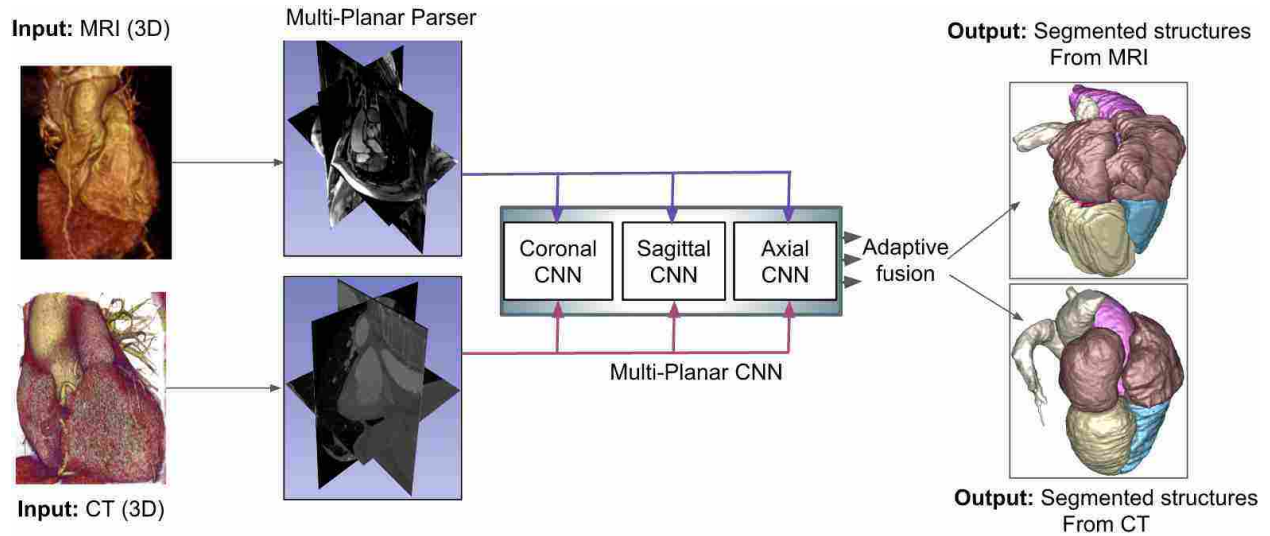 Multi-Planar Parser
Input: MRI (3D)
Output: Segmented structures
From MRI
Coronal
CNN
Sagittal
CNN
Axial
CNN
Adaptive
fusion
Multi-Planar CNN
Input: CT (3D)
Output: Segmented structures
From CT